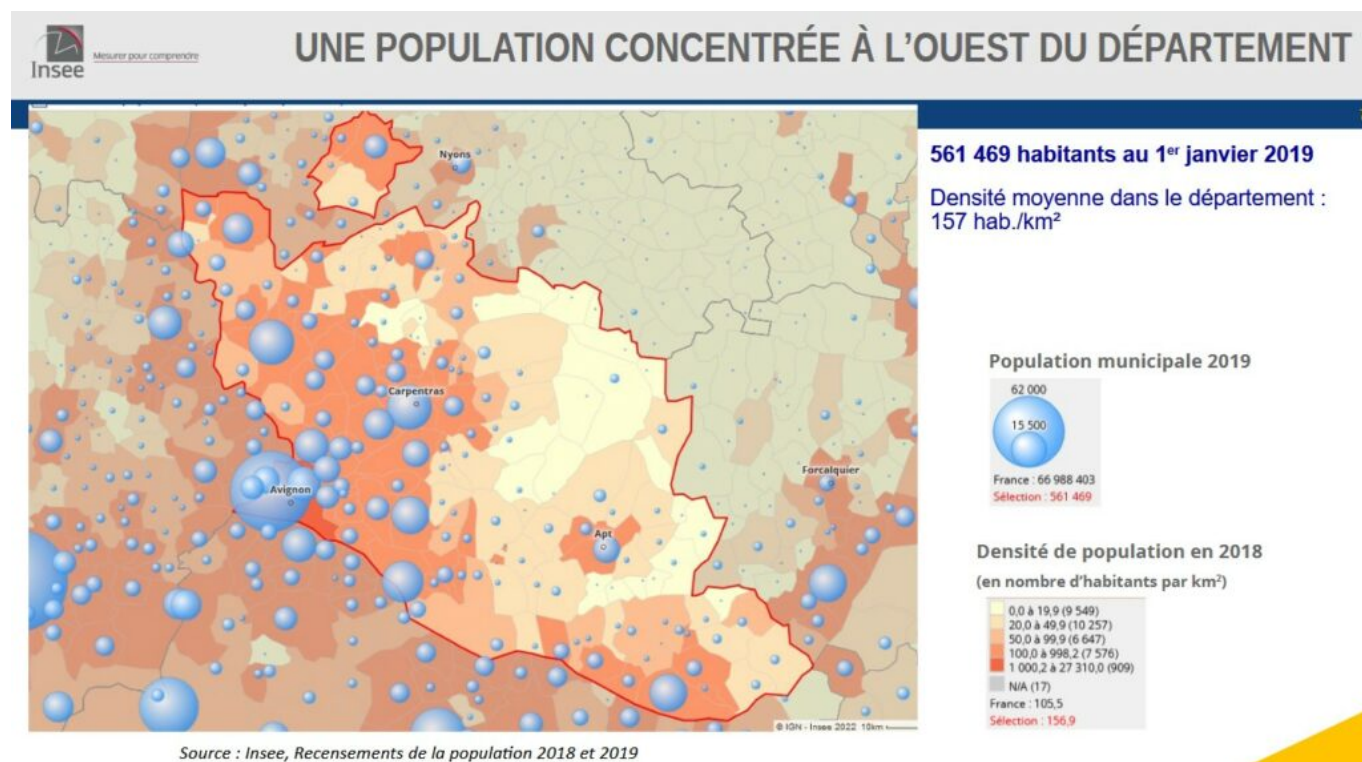 Insee
Mesurer pour comprendre
UNE POPULATION CONCENTRÉE À L'OUEST DU DÉPARTEMENT
561 469 habitants au 1er janvier 2019
Densité moyenne dans le département :
157 hab./km²
Nyons
Carpentras
Avignon
Apt
Forcalquier
© IGN - Insee 2022 10km
Population municipale 2019
62 000
15 500
France : 66 988 403
Sélection : 561 469
Densité de population en 2018
(en nombre d'habitants par km²)
0,0 à 19,9 (9 549)
20,0 à 49,9 (10 257)
50,0 à 99,9 (6 647)
100,0 à 998,2 (7 576)
1 000,2 à 27 310,0 (909)
N/A (17)
France : 105,5
Sélection : 156,9
Source : Insee, Recensements de la population 2018 et 2019